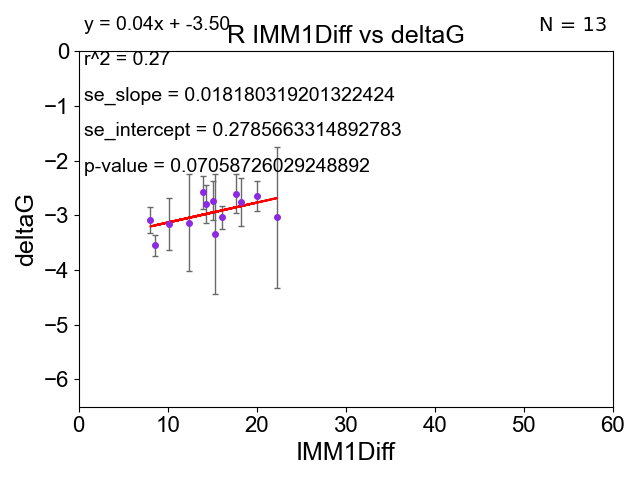 y = 0.04x + -3.50
N = 13
R IMM1Diff vs deltaG
r^2 = 0.27
se_slope = 0.018180319201322424
se_intercept = 0.2785663314892783
p-value = 0.07058726029248892
deltaG
0
−1
−2
−3
−4
−5
−6
0 10 20 30 40 50 60
IMM1Diff